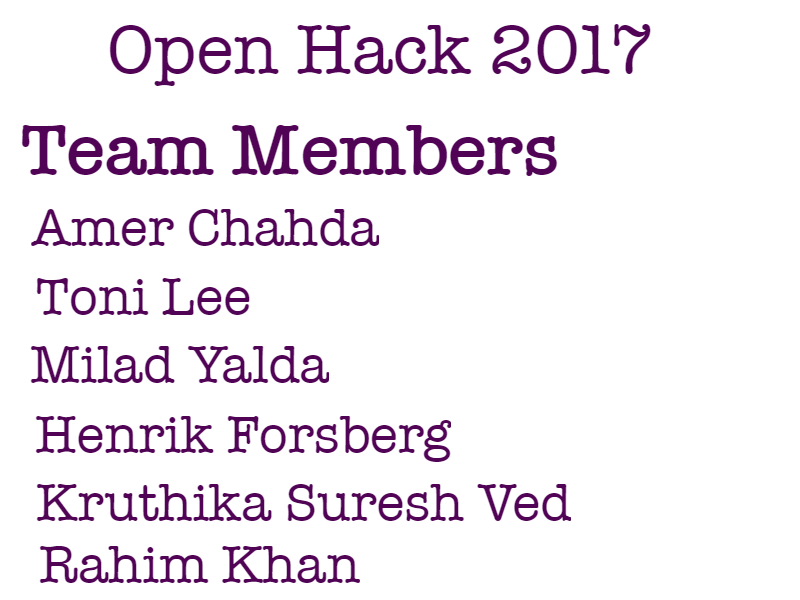 Open Hack 2017
Team Members
Amer Chahda
Toni Lee
Milad Yalda
Henrik Forsberg
Kruthika Suresh Ved
Rahim Khan